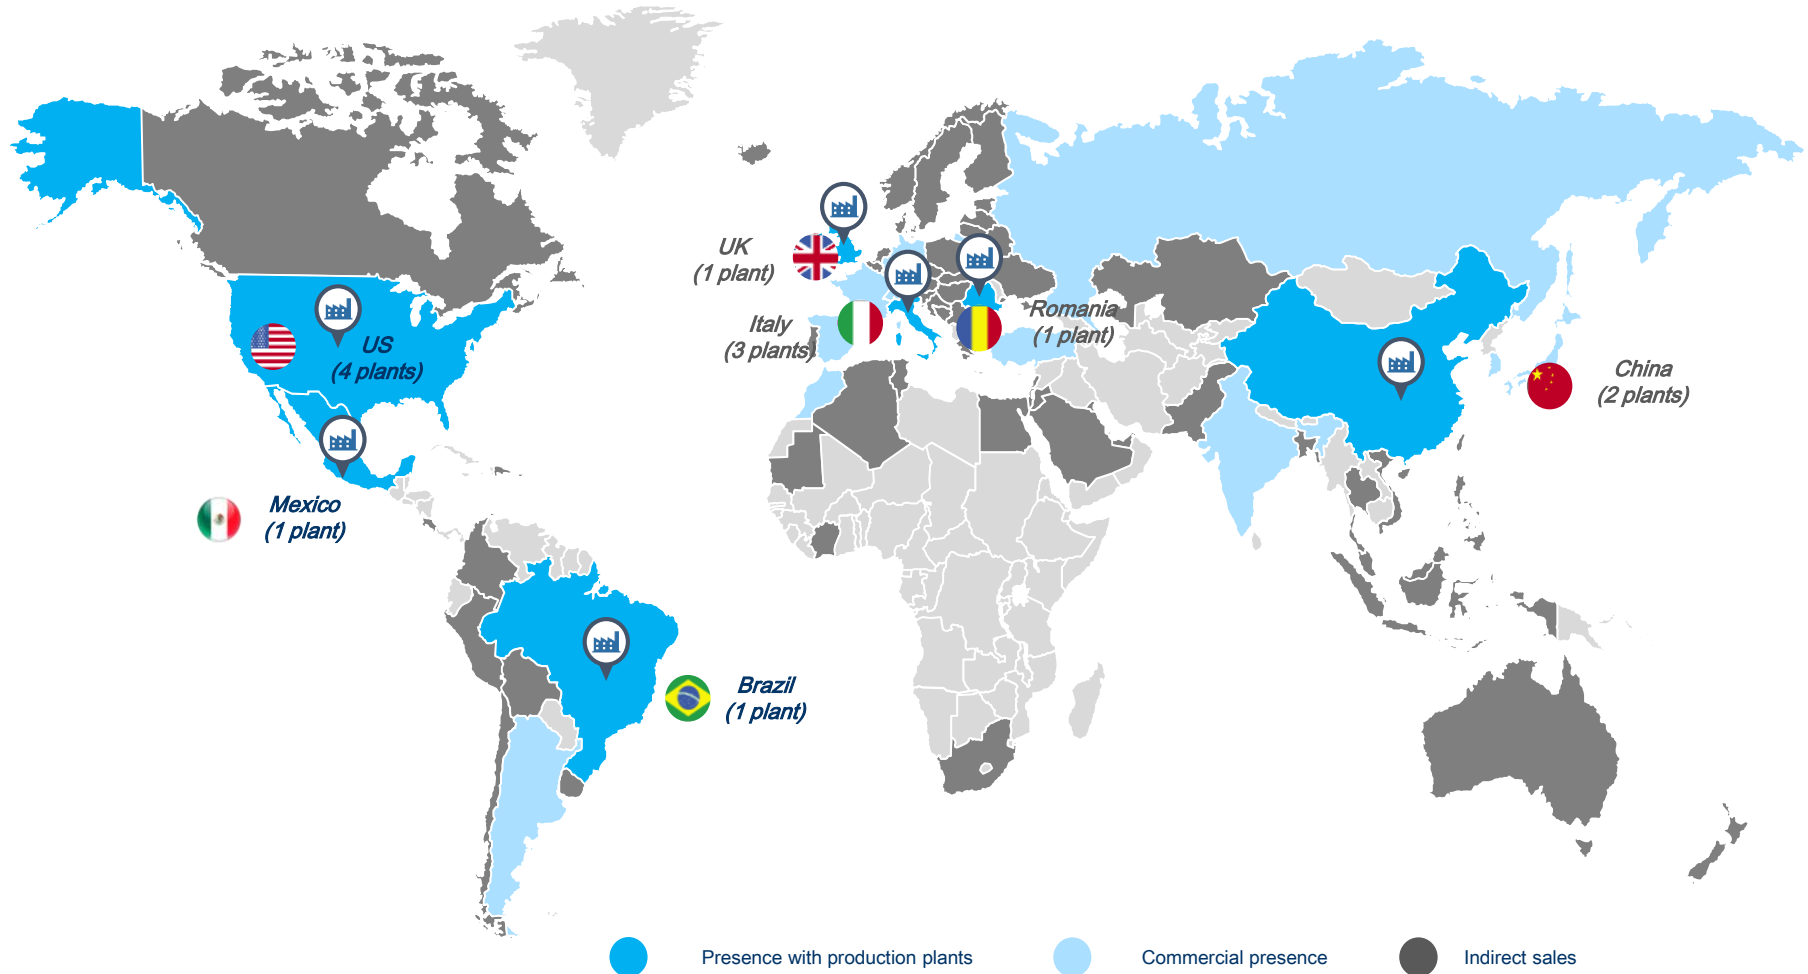 UK
(1 plant)
Italy
(3 plants)
Romania
(1 plant)
US
(4 plants)
China
(2 plants)
Mexico
(1 plant)
Brazil
(1 plant)
Presence with production plants
Commercial presence
Indirect sales